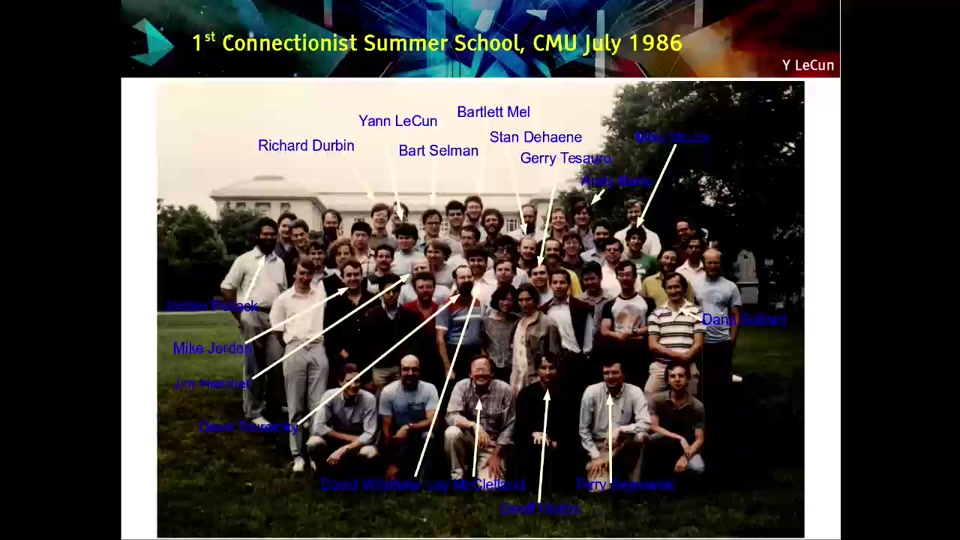 1st Connectionist Summer School, CMU July 1986
Y LeCun
Bartlett Mel
Yann LeCun
Stan Dehaene
Mike Mozer
Richard Durbin
Bart Selman
Gerry Tesauro
Andy Barto
Jordan Pollack
Dana Ballard
Mike Jordan
Jim Hendler
Dave Touretzky
David Willshaw
Jay McClelland
Terry Sejnowski
Geoff Hinton